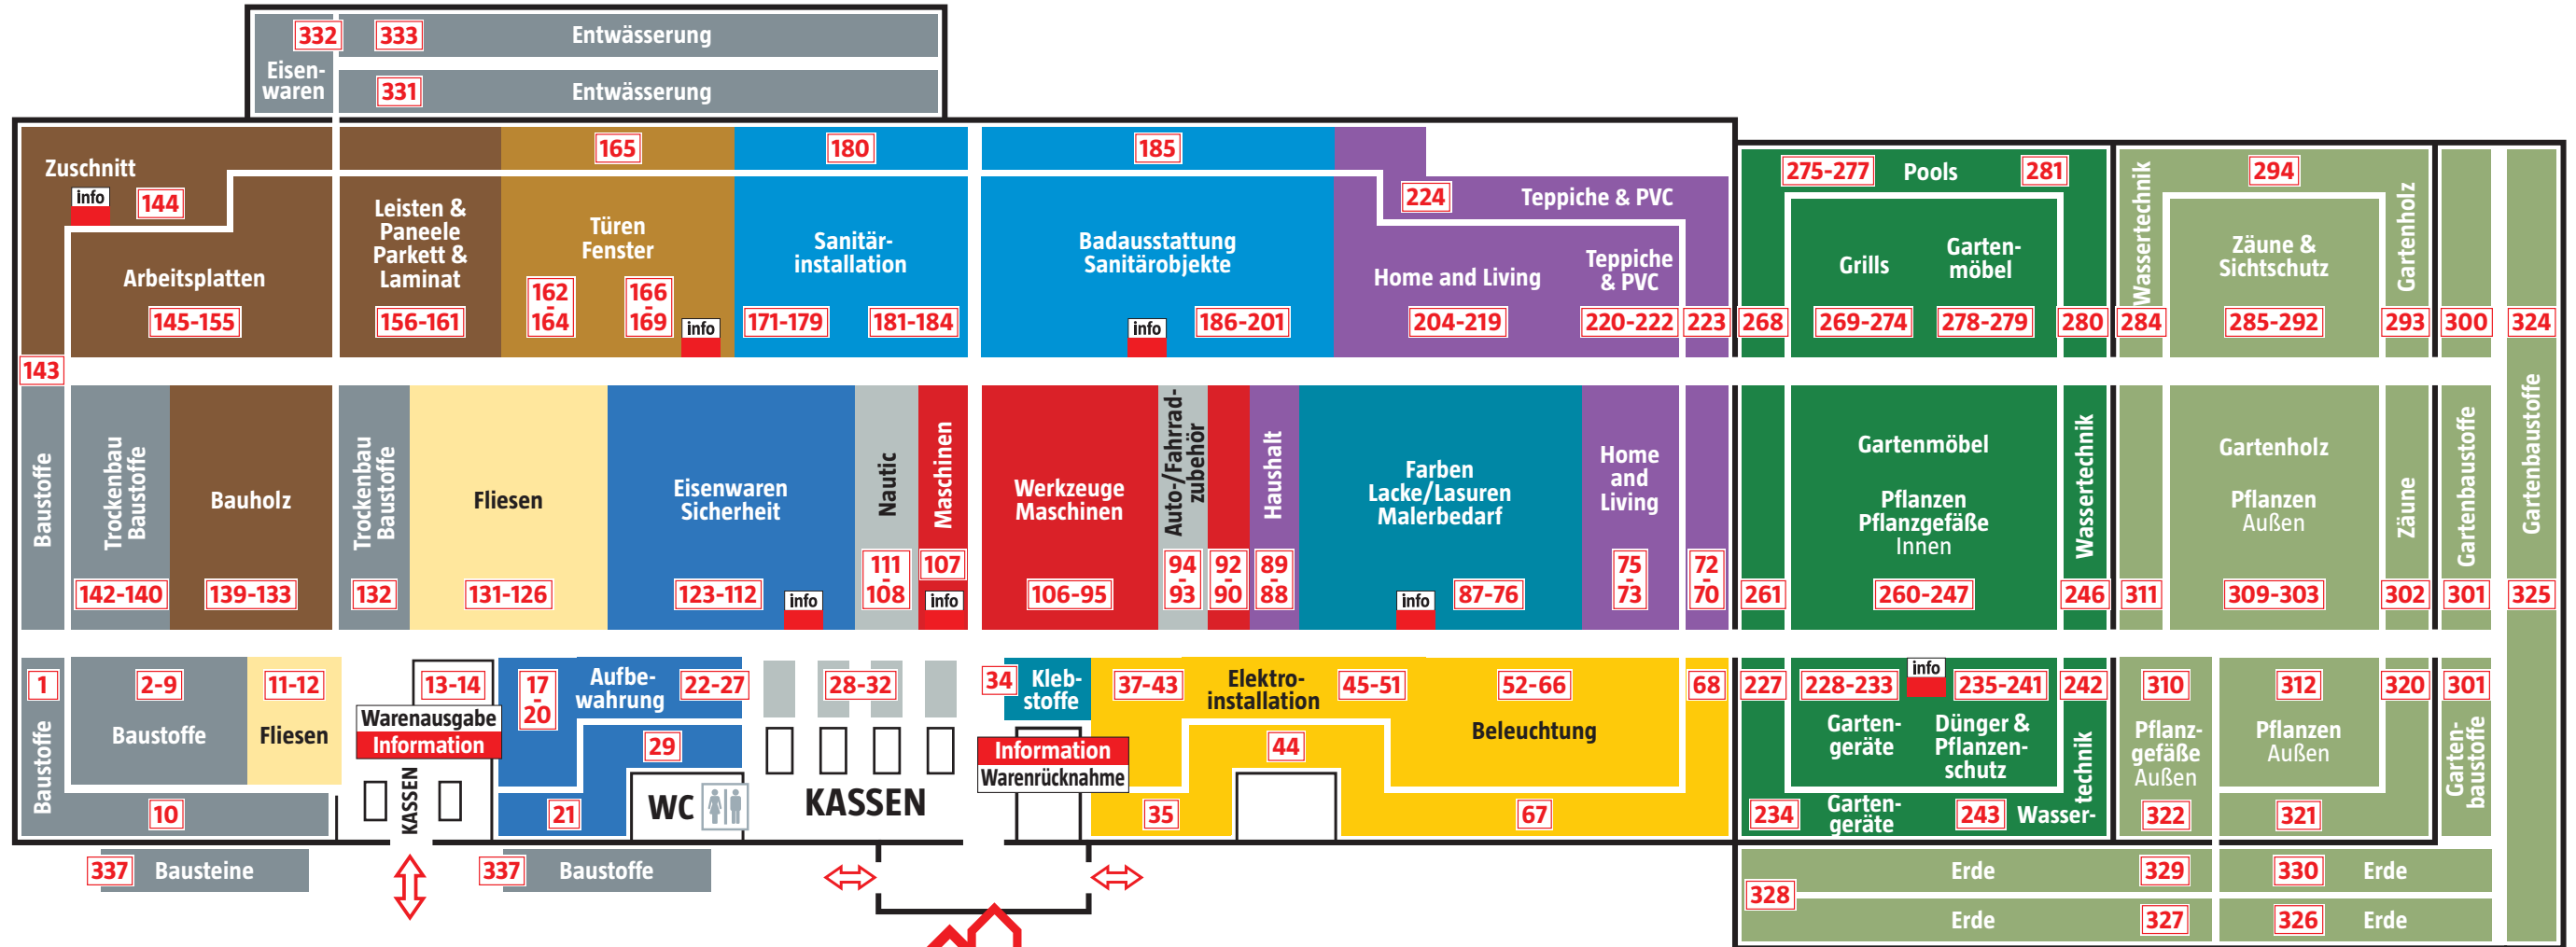 332
333
Entwässerung
Eisen-
waren
331
Entwässerung
Zuschnitt
info
144
165
180
185
224
Teppiche & PVC
275-277
Pools
281
294
Arbeitsplatten
145-155
Leisten &
Paneele
Parkett &
Laminat
156-161
Türen
Fenster
162
-
164
166
-
169
info
Sanitär-
installation
171-179
181-184
Badausstattung
Sanitärobjekte
info
186-201
Home and Living
204-219
Teppiche
& PVC
220-222
223
268
Grills
269-274
Garten-
möbel
278-279
280
Wassertechnik
284
Zäune &
Sichtschutz
285-292
Gartenholz
293
300
324
143
Baustoffe
Trockenbau
Baustoffe
142-140
Bauholz
139-133
Trockenbau
Baustoffe
132
Fliesen
131-126
Eisenwaren
Sicherheit
123-112
info
Nautic
111
-
108
Maschinen
107
info
Werkzeuge
Maschinen
106-95
Auto-/Fahrrad-
zubehör
94
-
93
92
-
90
Haushalt
89
-
88
Farben
Lacke/Lasuren
Malerbedarf
info
87-76
Home
and
Living
75
-
73
72
-
70
261
Gartenmöbel
Pflanzen
Pflanzgefäße
Innen
260-247
Wassertechnik
246
311
Gartenholz
Pflanzen
Außen
309-303
Zäune
302
Gartenbaustoffe
301
Gartenbaustoffe
325
1
Baustoffe
2-9
Baustoffe
11-12
Fliesen
10
13-14
Warenausgabe
Information
KASSEN
17
-
20
Aufbe-
wahrung
22-27
29
21
WC
28-32
KASSEN
34
Kleb-
stoffe
Information
Warenrücknahme
37-43
Elektro-
installation
45-51
52-66
68
Beleuchtung
44
35
67
227
228-233
info
235-241
242
Garten-
geräte
Dünger &
Pflanzen-
schutz
234
Garten-
geräte
243
Wasser-
technik
310
Pflanz-
gefäße
Außen
322
312
Pflanzen
Außen
321
320
301
Garten-
baustoffe
337
Bausteine
337
Baustoffe
328
Erde
329
330
Erde
Erde
327
326
Erde